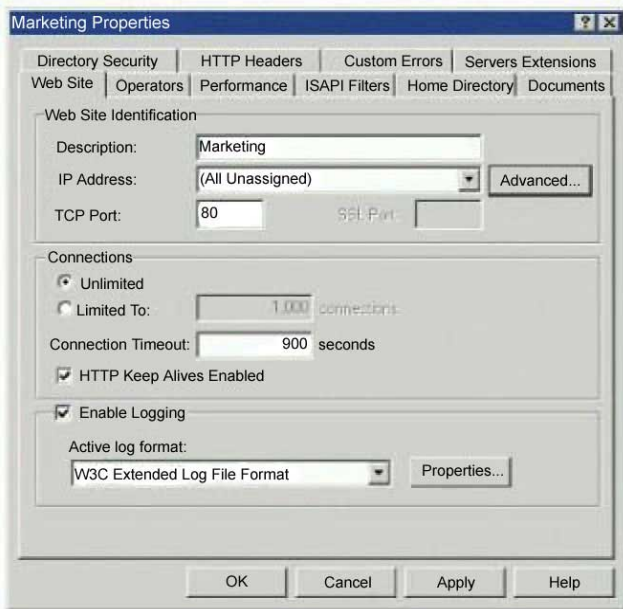 Marketing Properties
Directory Security HTTP Headers Custom Errors Servers Extensions
Web Site Operators Performance ISAPI Filters Home Directory Documents
Web Site Identification
Description: Marketing
IP Address: (All Unassigned) Advanced...
TCP Port: 80 SSL Port
Connections
Unlimited
Limited To: 1,000 connections
Connection Timeout: 900 seconds
HTTP Keep Alives Enabled
Enable Logging
Active log format:
W3C Extended Log File Format Properties...
OK Cancel Apply Help